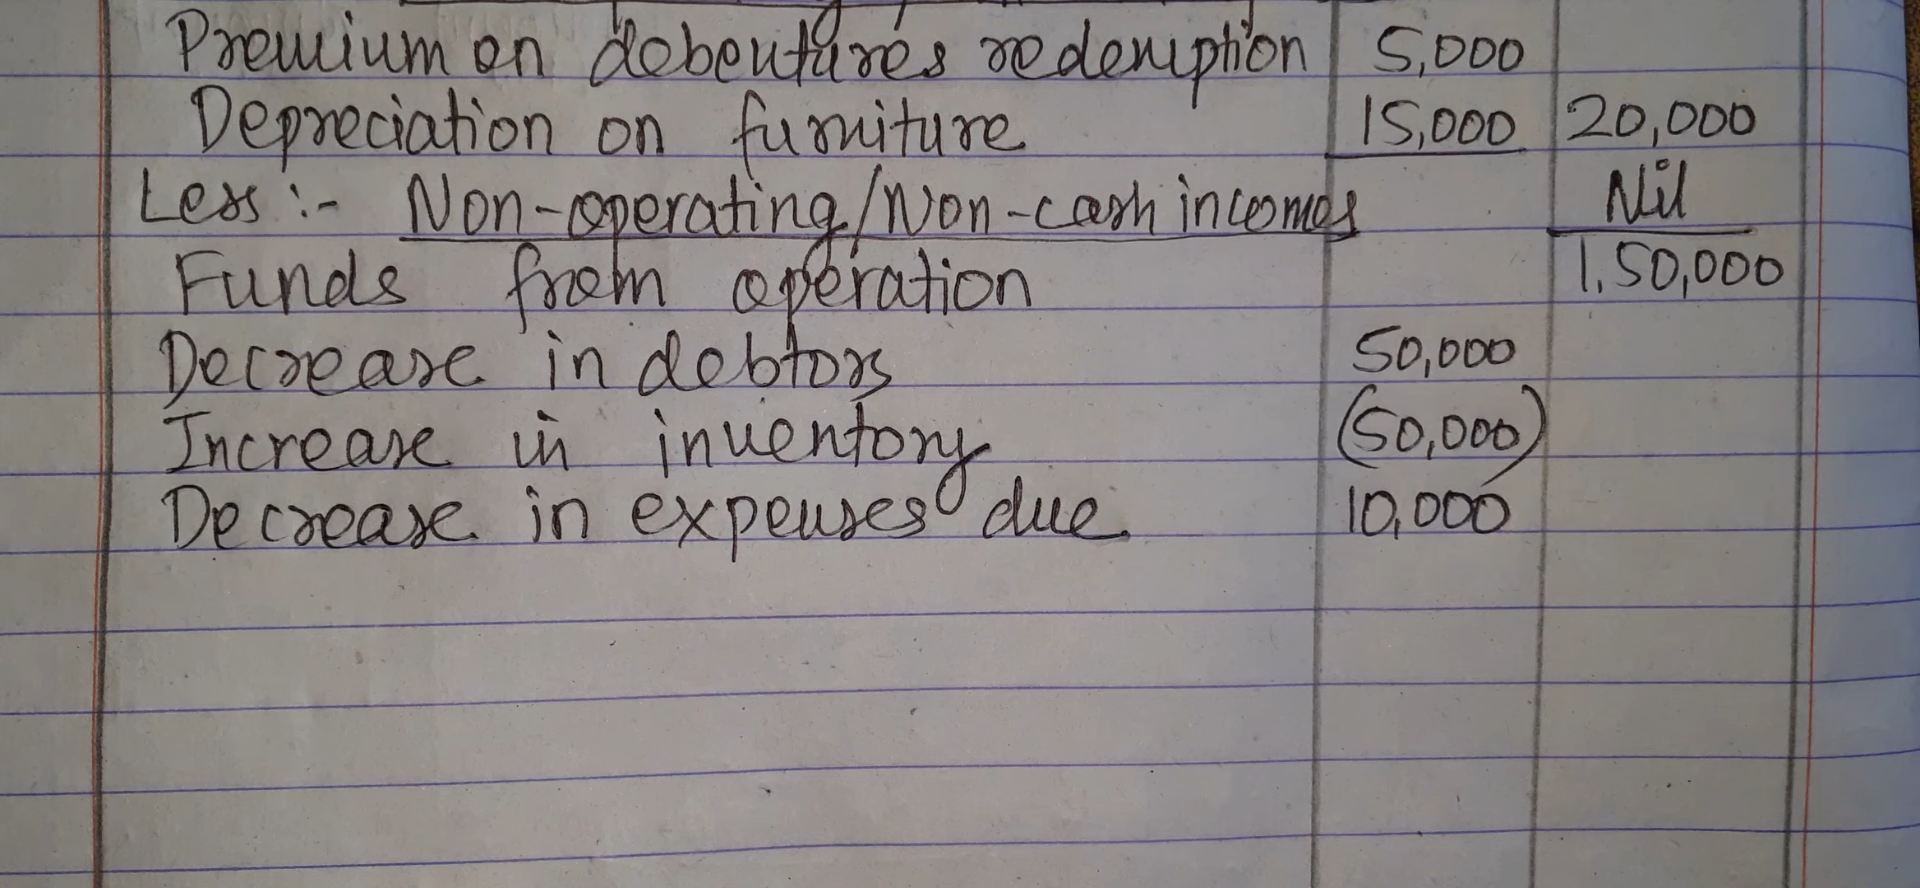 Premium on debentures redemption 5,000
Depreciation on furniture 15,000 20,000
Less :- Non-operating/Non-cash incomes Nil
Funds from operation 1,50,000
Decrease in debtors 50,000
Increase in inventory (50,000)
Decrease in expenses due 10,000